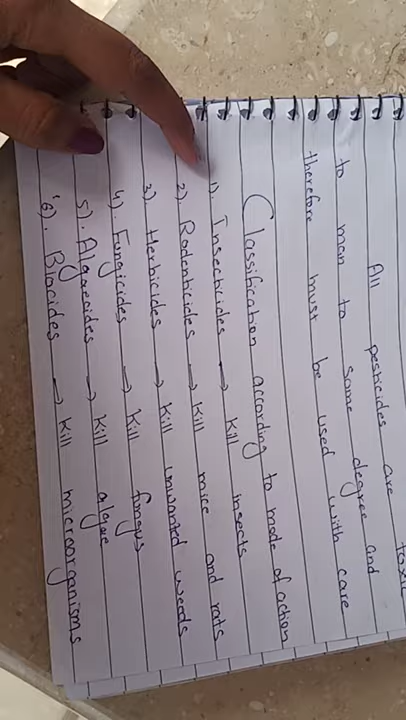 All pesticides are toxic
to man to some degree and
therefore must be used with care
Classification according to mode of action
1). Insecticides → Kill insects
2) Rodenticides → Kill mice and rats
3) Herbicides → Kill unwanted weeds
4). Fungicides → Kill fungus
5). Algaecides → Kill algae
6). Biocides → Kill microorganisms